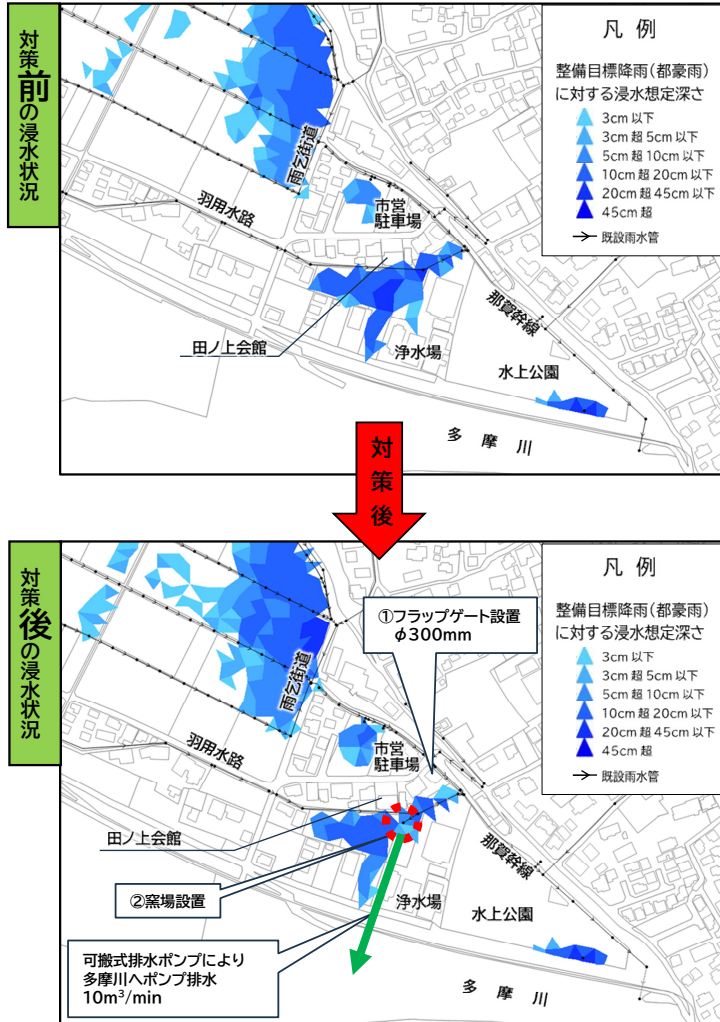 対策前の浸水状況
雨乞街道
羽用水路
市営
駐車場
那賀幹線
田ノ上会館
浄水場
水上公園
多摩川
凡例
整備目標降雨(都豪雨)
に対する浸水想定深さ
3cm 以下
3cm 超 5cm 以下
5cm 超 10cm 以下
10cm 超 20cm 以下
20cm 超 45cm 以下
45cm 超
既設雨水管
対策後
対策後の浸水状況
①フラップゲート設置
φ300mm
雨乞街道
羽用水路
市営
駐車場
那賀幹線
田ノ上会館
②窯場設置
浄水場
水上公園
可搬式排水ポンプにより
多摩川へポンプ排水
10m³/min
多摩川
凡例
整備目標降雨(都豪雨)
に対する浸水想定深さ
3cm 以下
3cm 超 5cm 以下
5cm 超 10cm 以下
10cm 超 20cm 以下
20cm 超 45cm 以下
45cm 超
既設雨水管